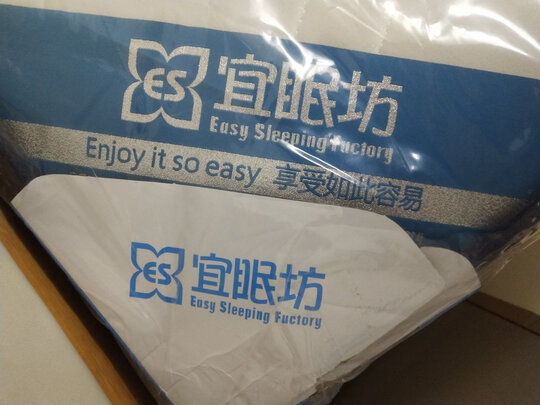 ES 宜眠坊
Easy Sleeping Factory
Enjoy it so easy 享受如此容易
ES 宜眠坊
Easy Sleeping Factory